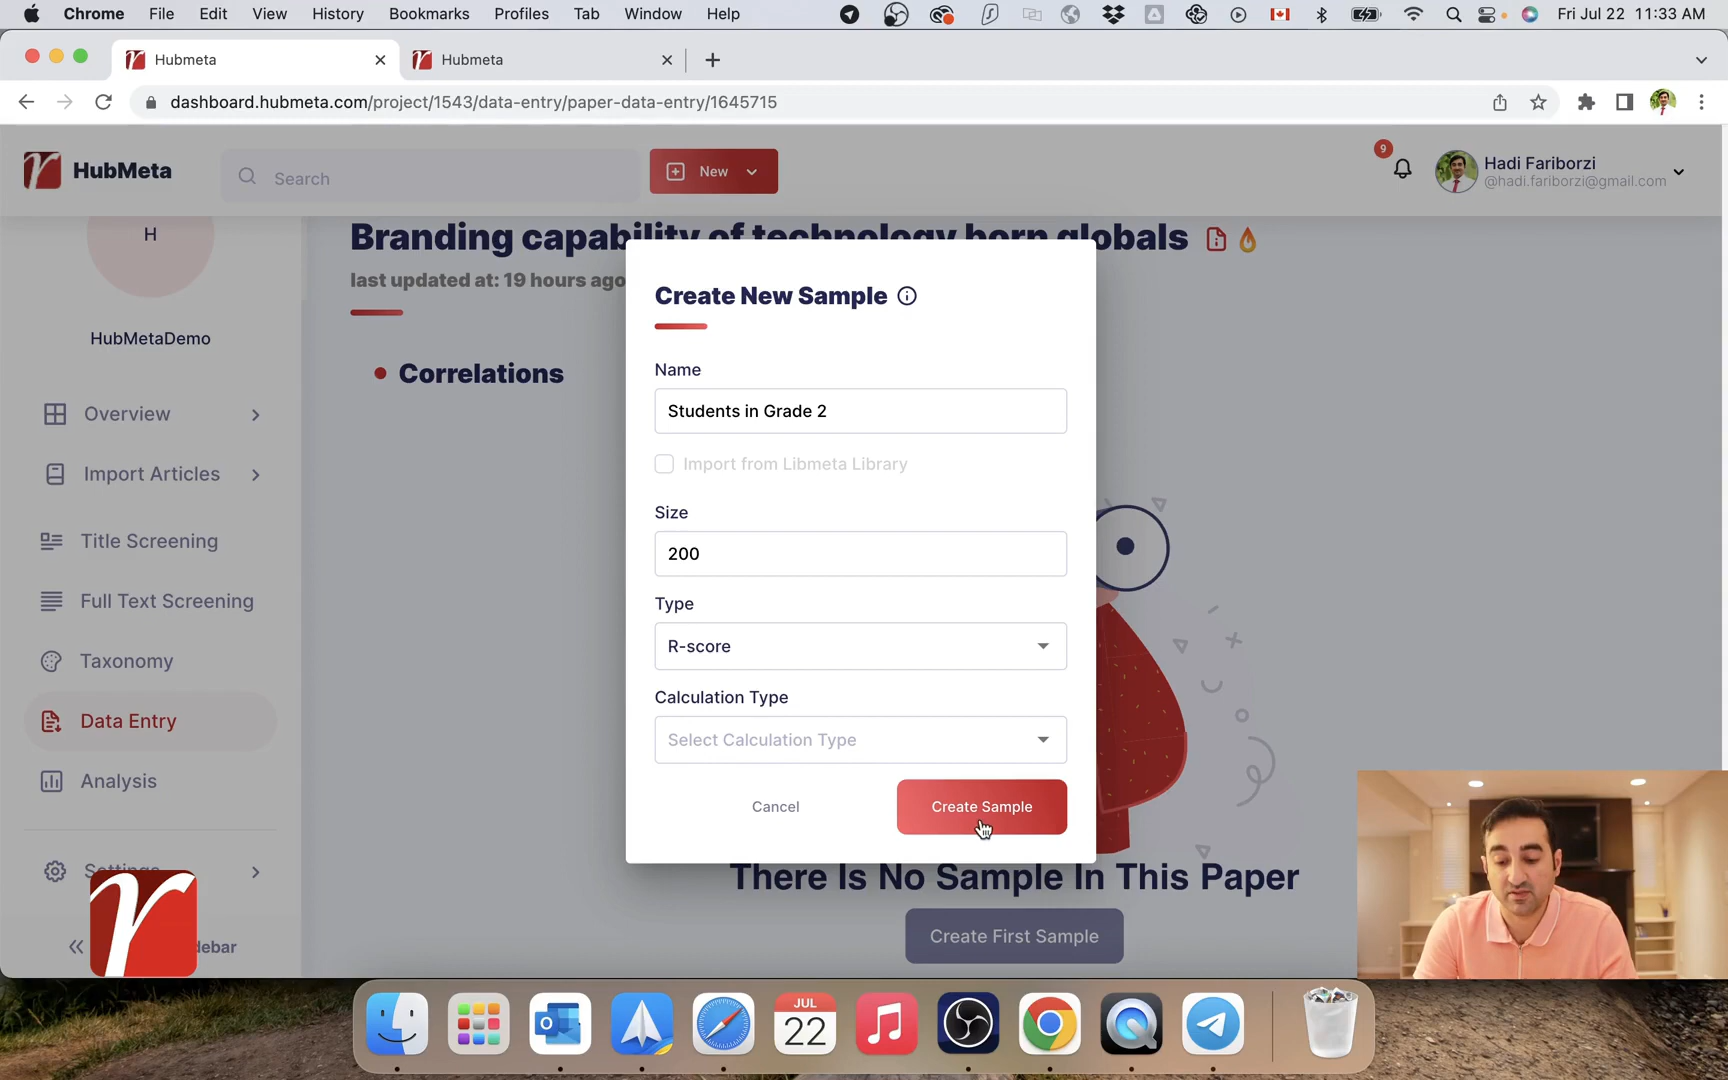 Chrome File Edit View History Bookmarks Profiles Tab Window Help Fri Jul 22 11:33 AM
Hubmeta Hubmeta
dashboard.hubmeta.com/project/1543/data-entry/paper-data-entry/1645715
HubMeta Search New 9 Hadi Fariborzi
@hadi.fariborzi@gmail.com
H
Branding capability of technology born globals
last updated at: 19 hours ago
HubMetaDemo
Correlations
Overview
Import Articles
Title Screening
Full Text Screening
Taxonomy
Data Entry
Analysis
Settings
debar
Create New Sample
Name
Students in Grade 2
Import from Libmeta Library
Size
200
Type
R-score
Calculation Type
Select Calculation Type
Cancel Create Sample
There Is No Sample In This Paper
Create First Sample
JUL
22